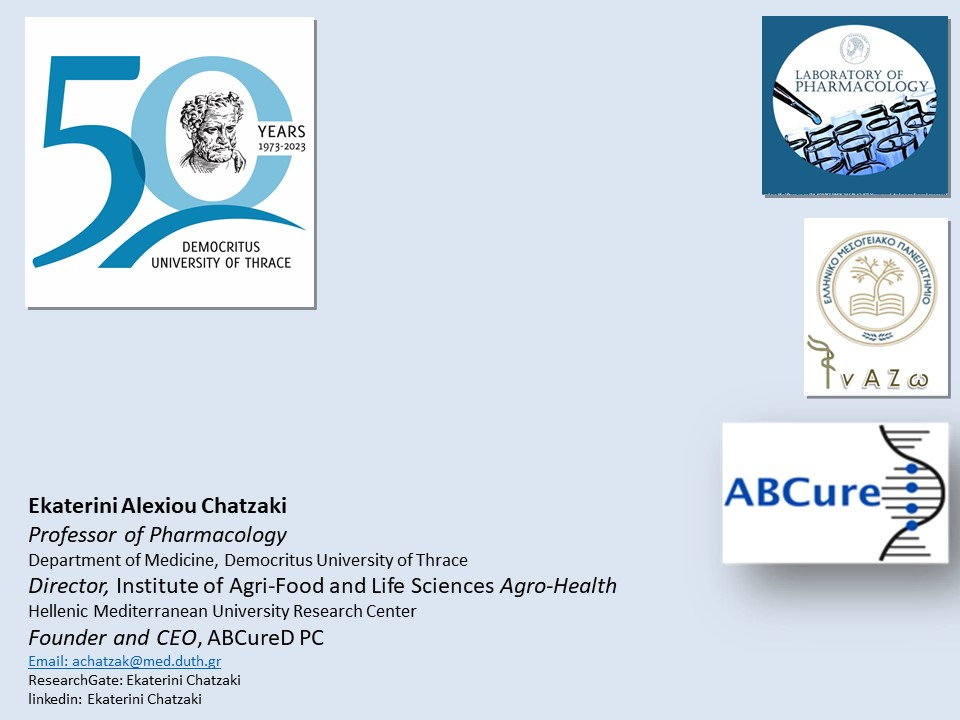 50
YEARS
1973-2023
DEMOCRITUS
UNIVERSITY OF THRACE
LABORATORY OF
PHARMACOLOGY
ΕΛΛΗΝΙΚΟ ΜΕΣΟΓΕΙΑΚΟ ΠΑΝΕΠΙΣΤΗΜΙΟ
ν Α Ζ ω
ABCure
Ekaterini Alexiou Chatzaki
Professor of Pharmacology
Department of Medicine, Democritus University of Thrace
Director, Institute of Agri-Food and Life Sciences Agro-Health
Hellenic Mediterranean University Research Center
Founder and CEO, ABCureD PC
Email: achatzak@med.duth.gr
ResearchGate: Ekaterini Chatzaki
linkedin: Ekaterini Chatzaki